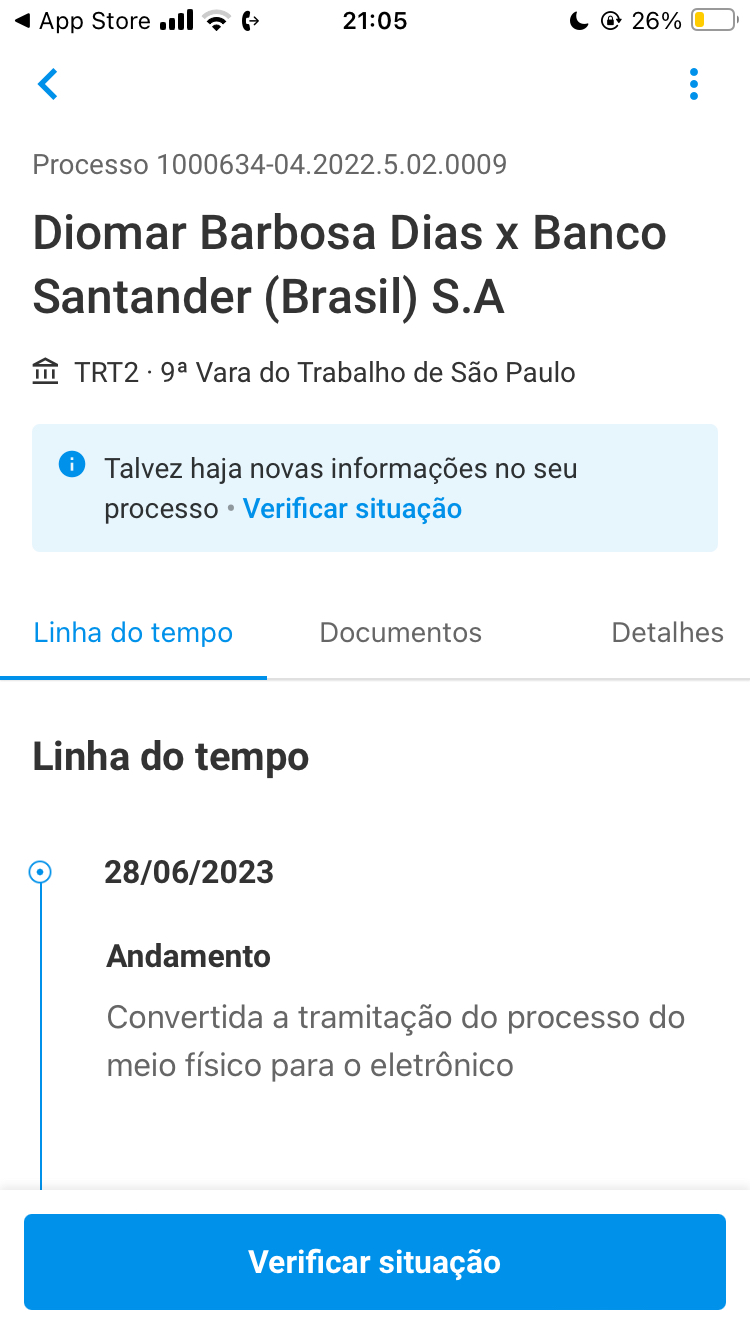 App Store
21:05
26%
Processo 1000634-04.2022.5.02.0009
Diomar Barbosa Dias x Banco
Santander (Brasil) S.A
TRT2 · 9ª Vara do Trabalho de São Paulo
Talvez haja novas informações no seu
processo • Verificar situação
Linha do tempo
Documentos
Detalhes
Linha do tempo
28/06/2023
Andamento
Convertida a tramitação do processo do
meio físico para o eletrônico
Verificar situação